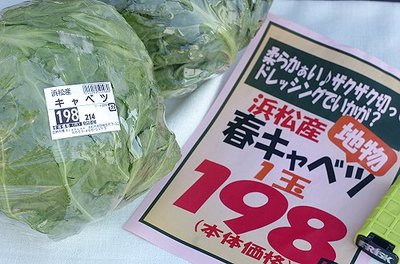 浜松産
キャベツ
198 214
柔らかぁい♪ザクザク切っ
ドレッシングでいかが?
浜松産
地物
春キャベツ
1玉
198
(本体価格